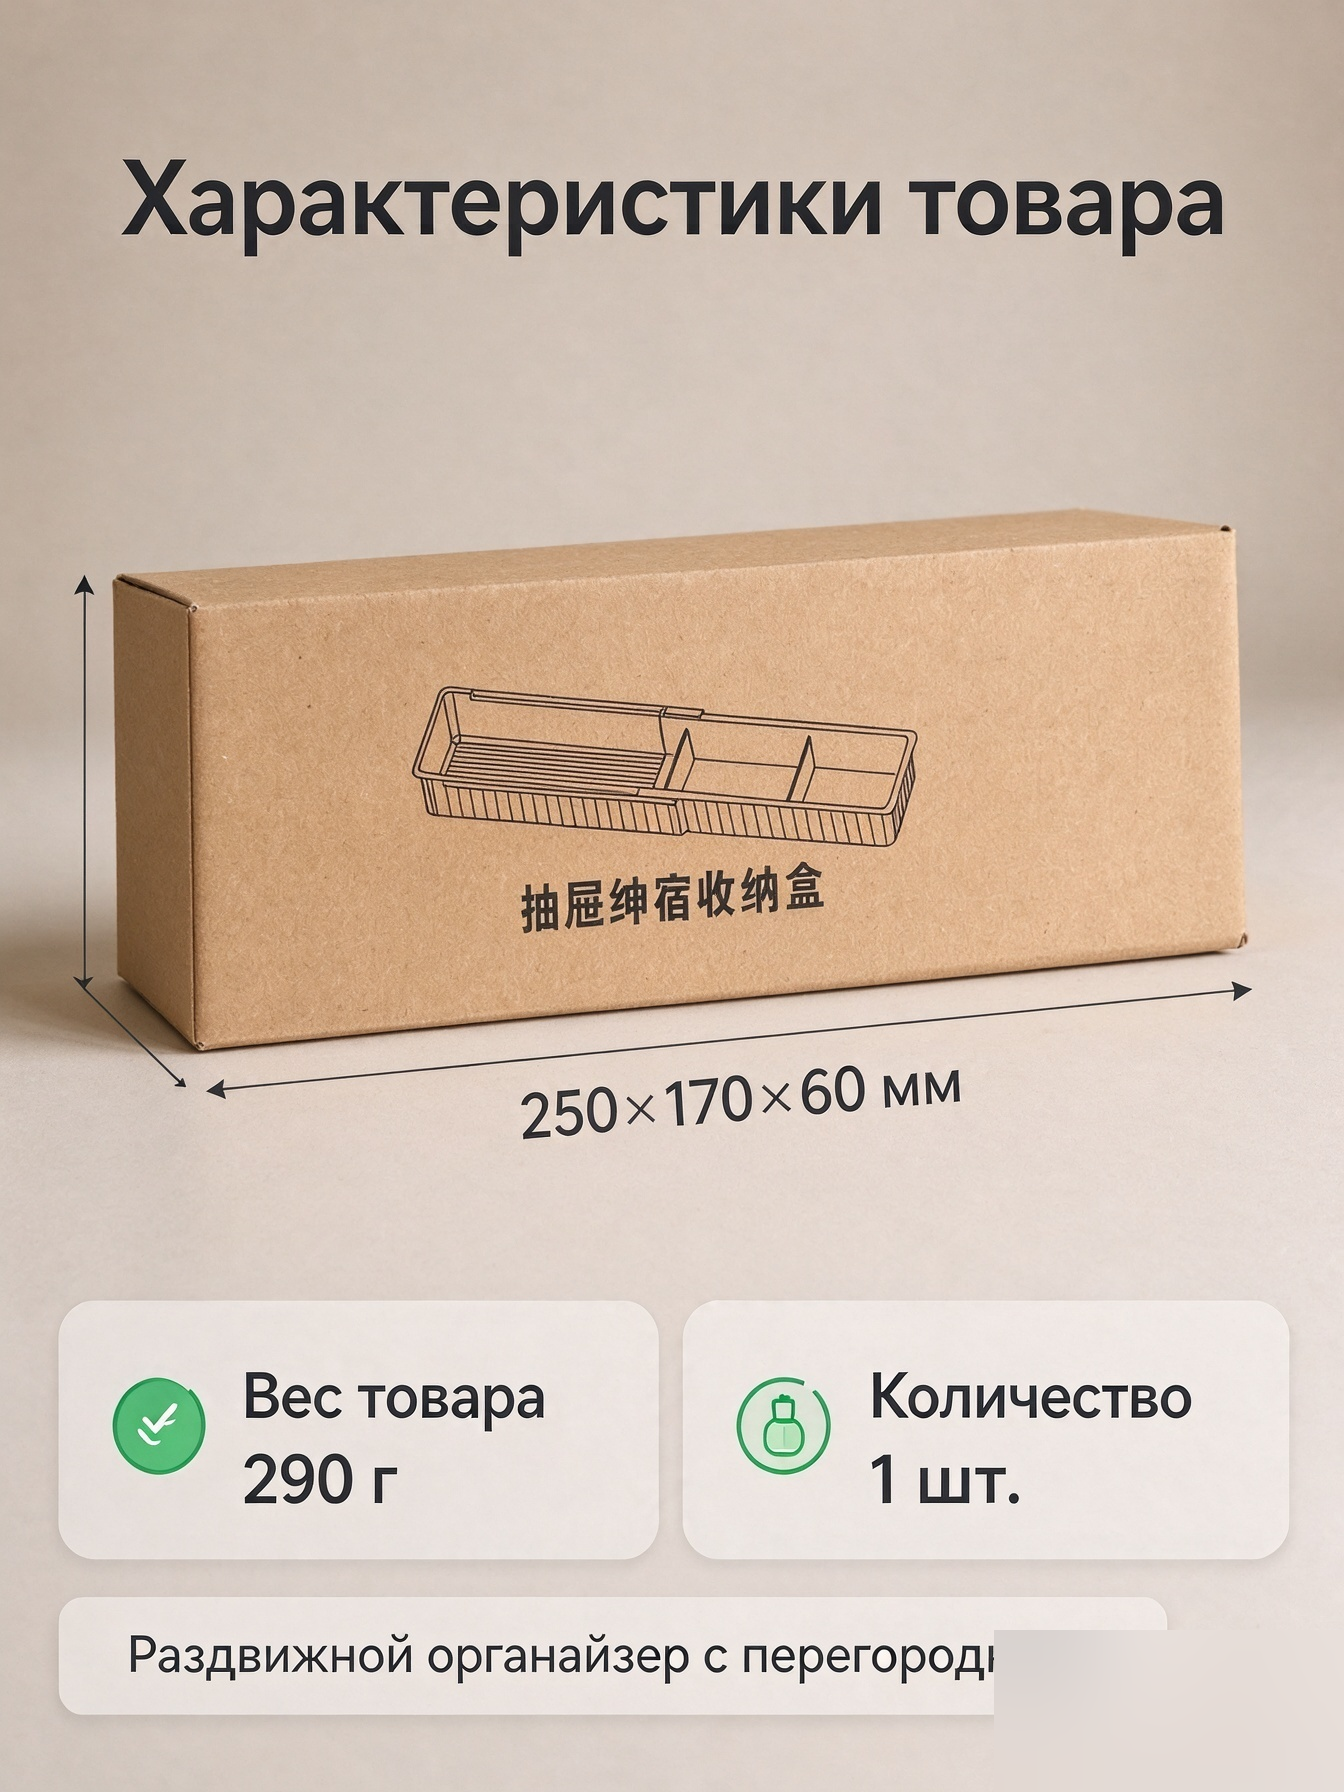 Характеристики товара
抽屉绅宿收纳盒
250×170×60 мм
Вес товара
290 г
Количество
1 шт.
Раздвижной органайзер с